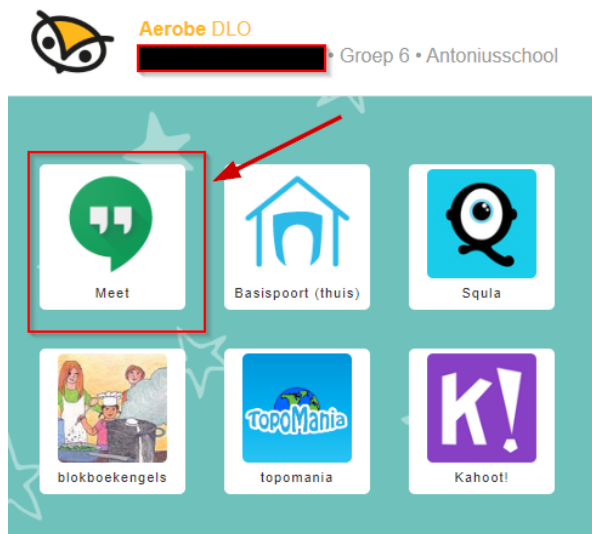 Aerobe DLO
• Groep 6 • Antoniusschool
Meet
Basispoort (thuis)
Squla
TOPOMania
K!
blokboekengels
topomania
Kahoot!